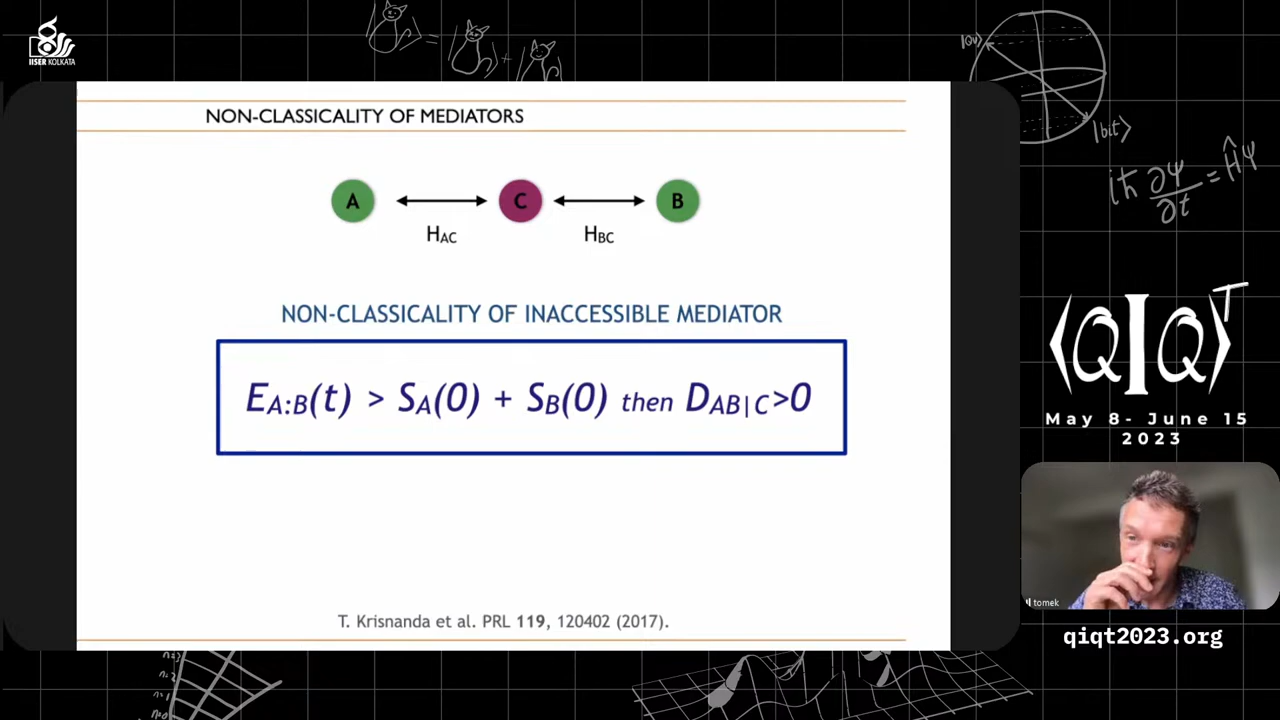 IISER KOLKATA
NON-CLASSICALITY OF MEDIATORS
A
C
B
HAC
HBC
NON-CLASSICALITY OF INACCESSIBLE MEDIATOR
EA:B(t) > SA(0) + SB(0) then DAB|C>0
T. Krisnanda et al. PRL 119, 120402 (2017).
|bit⟩
iħ ∂ψ/∂t = Ĥψ
⟨QIQ⟩T
May 8- June 15
2023
tomek
qiqt2023.org
n=2